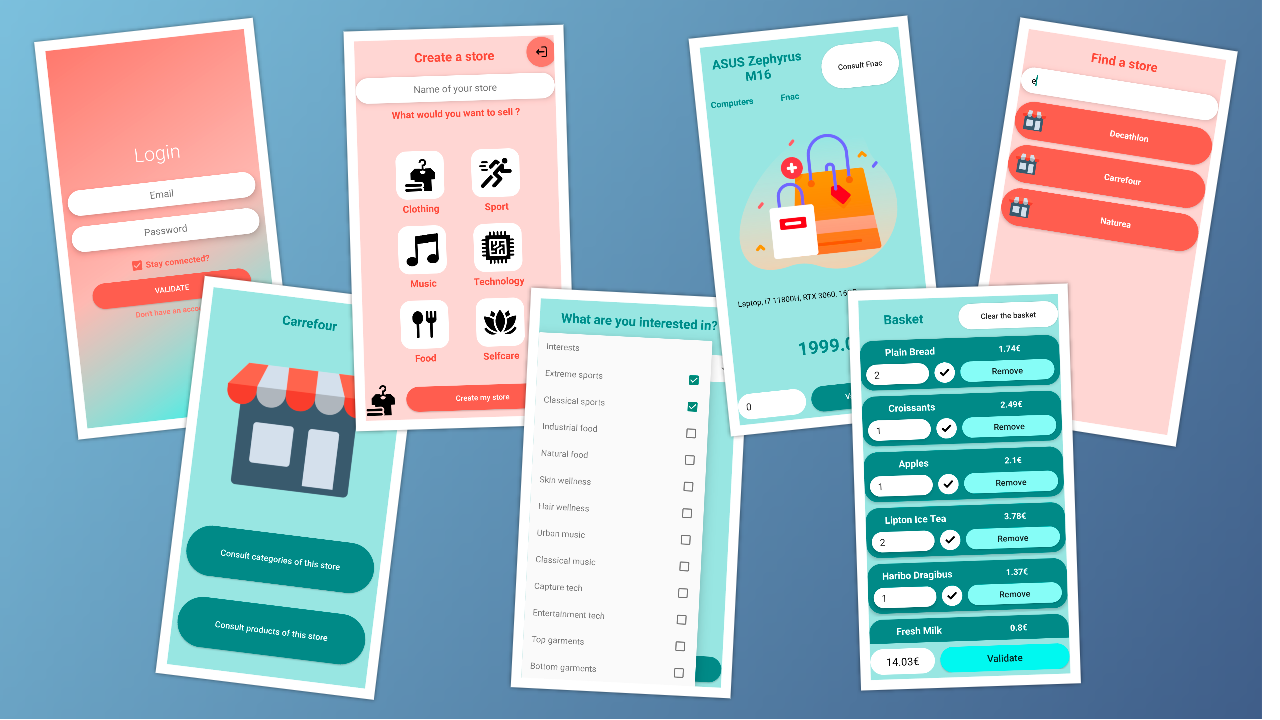 Login
Email
Password
Stay connected?
VALIDATE
Don't have an
Create a store
Name of your store
What would you want to sell ?
Clothing
Sport
Music
Technology
Food
Selfcare
Create my store
ASUS Zephyrus
M16
Consult Fnac
Computers
Fnac
Laptop, i7 11800H, RTX 3060,
1999.
0
Find a store
e
Decathlon
Carrefour
Naturea
Carrefour
Consult categories of this store
Consult products of this store
What are you interested in?
Interests
Extreme sports
Classical sports
Industrial food
Natural food
Skin wellness
Hair wellness
Urban music
Classical music
Capture tech
Entertainment tech
Top garments
Bottom garments
Basket
Clear the basket
Plain Bread 1.74€
2 Remove
Croissants 2.49€
1 Remove
Apples 2.1€
1 Remove
Lipton Ice Tea 3.78€
2 Remove
Haribo Dragibus 1.37€
1 Remove
Fresh Milk 0.8€
14.03€ Validate